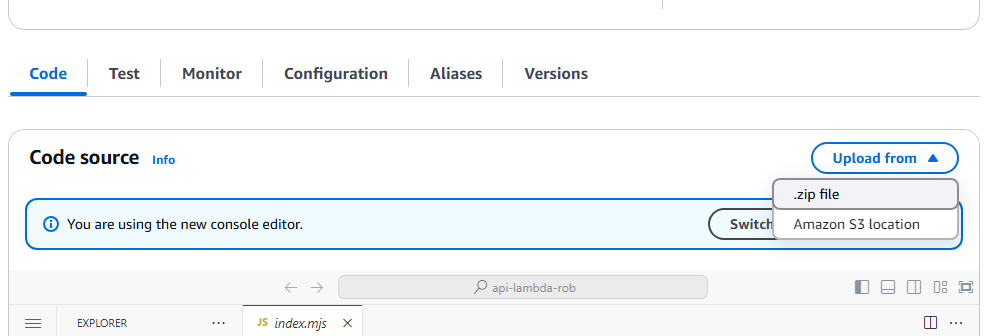 Code Test Monitor Configuration Aliases Versions
Code source Info Upload from
.zip file
You are using the new console editor. Switch Amazon S3 location
api-lambda-rob
EXPLORER ··· JS index.mjs ···